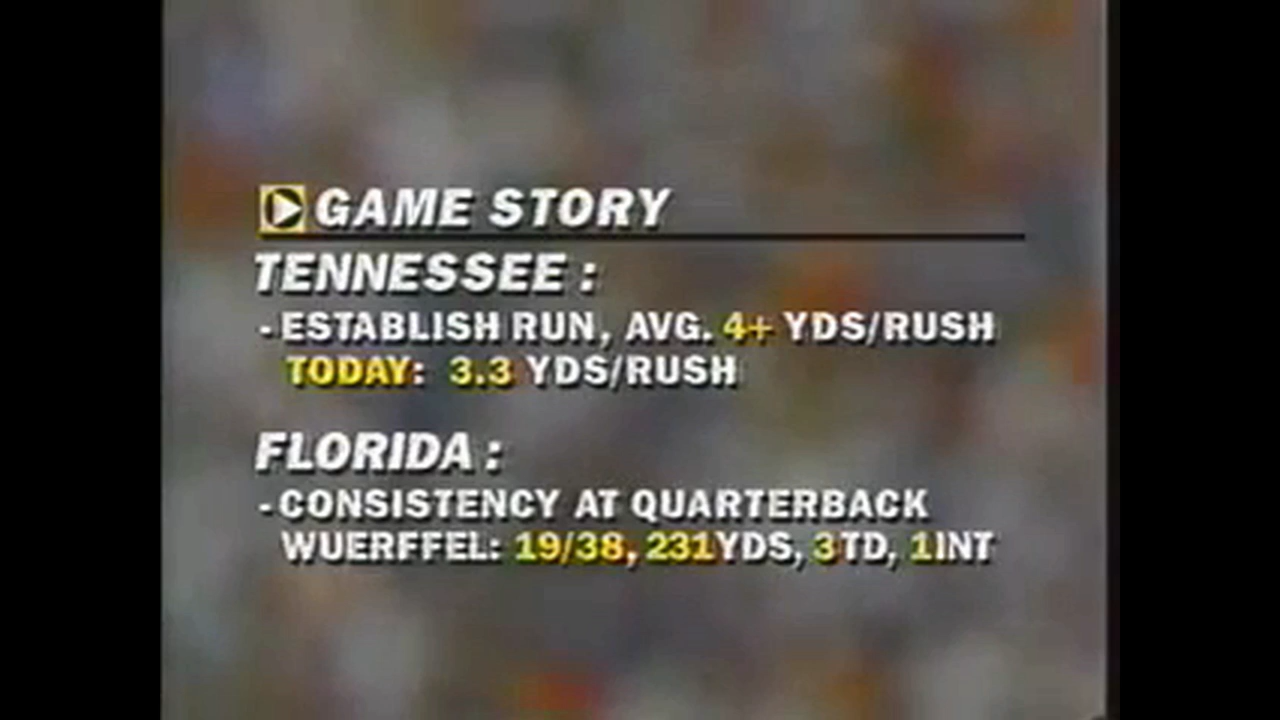 GAME STORY
TENNESSEE :
- ESTABLISH RUN, AVG. 4+ YDS/RUSH
TODAY: 3.3 YDS/RUSH
FLORIDA :
- CONSISTENCY AT QUARTERBACK
WUERFFEL: 19/38, 231YDS, 3TD, 1INT